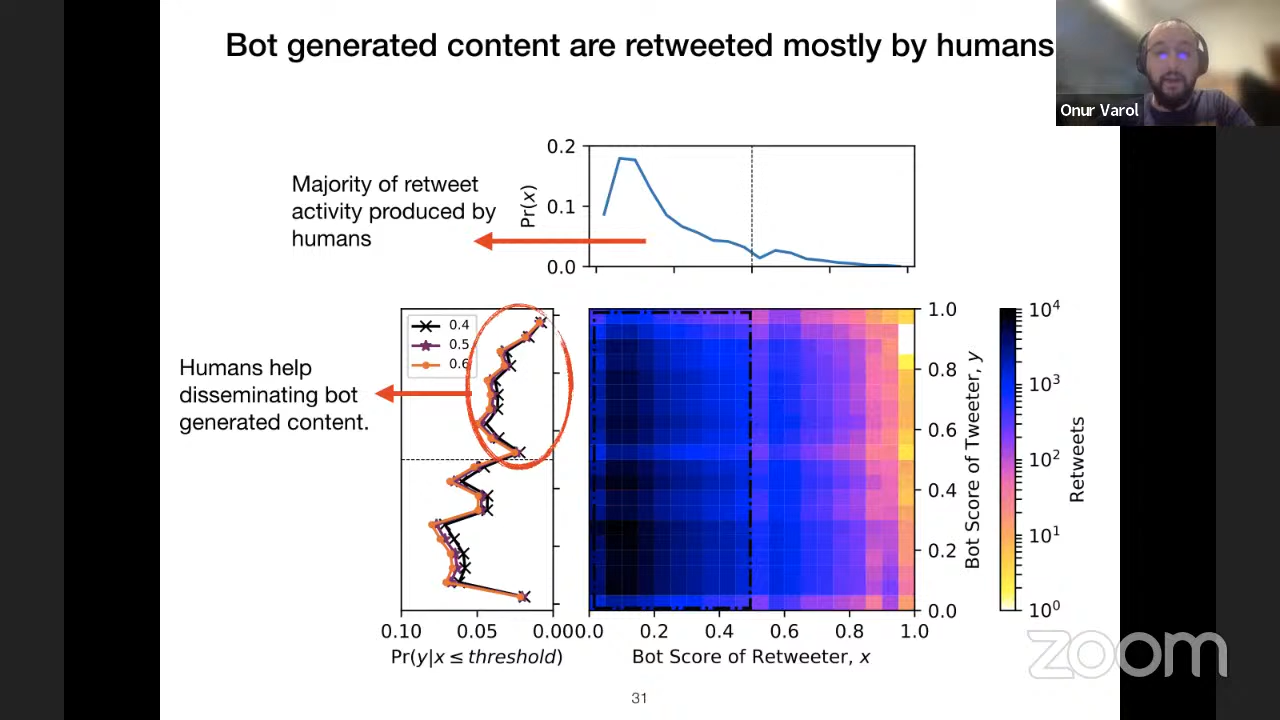 Bot generated content are retweeted mostly by humans
Onur Varol
Majority of retweet
activity produced by
humans
Pr(x)
0.2
0.1
0.0
Humans help
disseminating bot
generated content.
0.4
0.5
0.6
0.10
0.05
0.000
Pr(y|x ≤ threshold)
0.0
0.2
0.4
0.6
0.8
1.0
Bot Score of Retweeter, x
1.0
0.8
0.6
0.4
0.2
0.0
Bot Score of Tweeter, y
10⁴
10³
10²
10¹
10⁰
Retweets
zoom
31